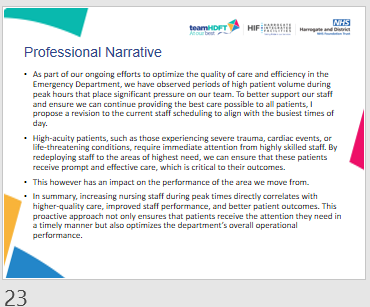 teamHDFT
At our best
HIF
HARROGATE
INTEGRATED
FACILITIES
NHS
Harrogate and District
NHS Foundation Trust
Professional Narrative
• As part of our ongoing efforts to optimize the quality of care and efficiency in the
Emergency Department, we have observed periods of high patient volume during
peak hours that place significant pressure on our team. To better support our staff
and ensure we can continue providing the best care possible to all patients, I
propose a revision to the current staff scheduling to align with the busiest times of
day.
• High-acuity patients, such as those experiencing severe trauma, cardiac events, or
life-threatening conditions, require immediate attention from highly skilled staff. By
redeploying staff to the areas of highest need, we can ensure that these patients
receive prompt and effective care, which is critical to their outcomes.
• This however has an impact on the performance of the area we move from.
• In summary, increasing nursing staff during peak times directly correlates with
higher-quality care, improved staff performance, and better patient outcomes. This
proactive approach not only ensures that patients receive the attention they need in
a timely manner but also optimizes the department's overall operational
performance.
23